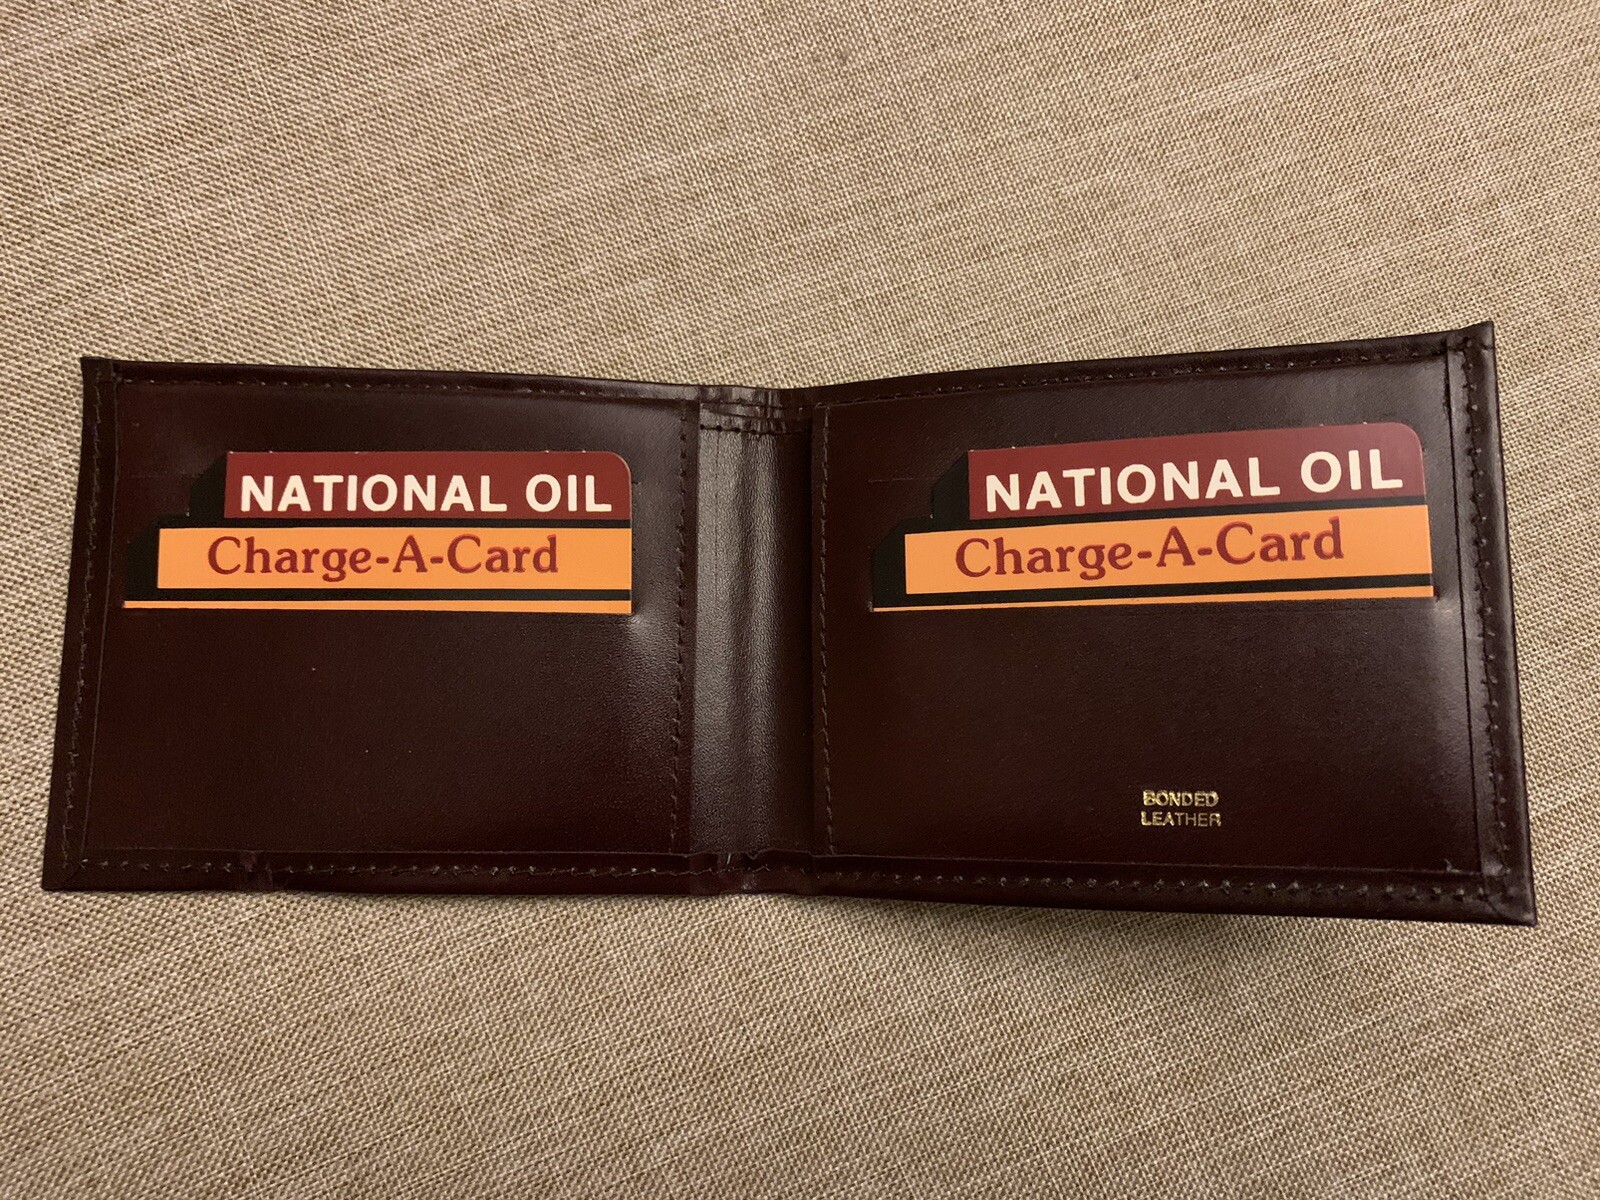 NATIONAL OIL
Charge-A-Card
NATIONAL OIL
Charge-A-Card
BONDED
LEATHER